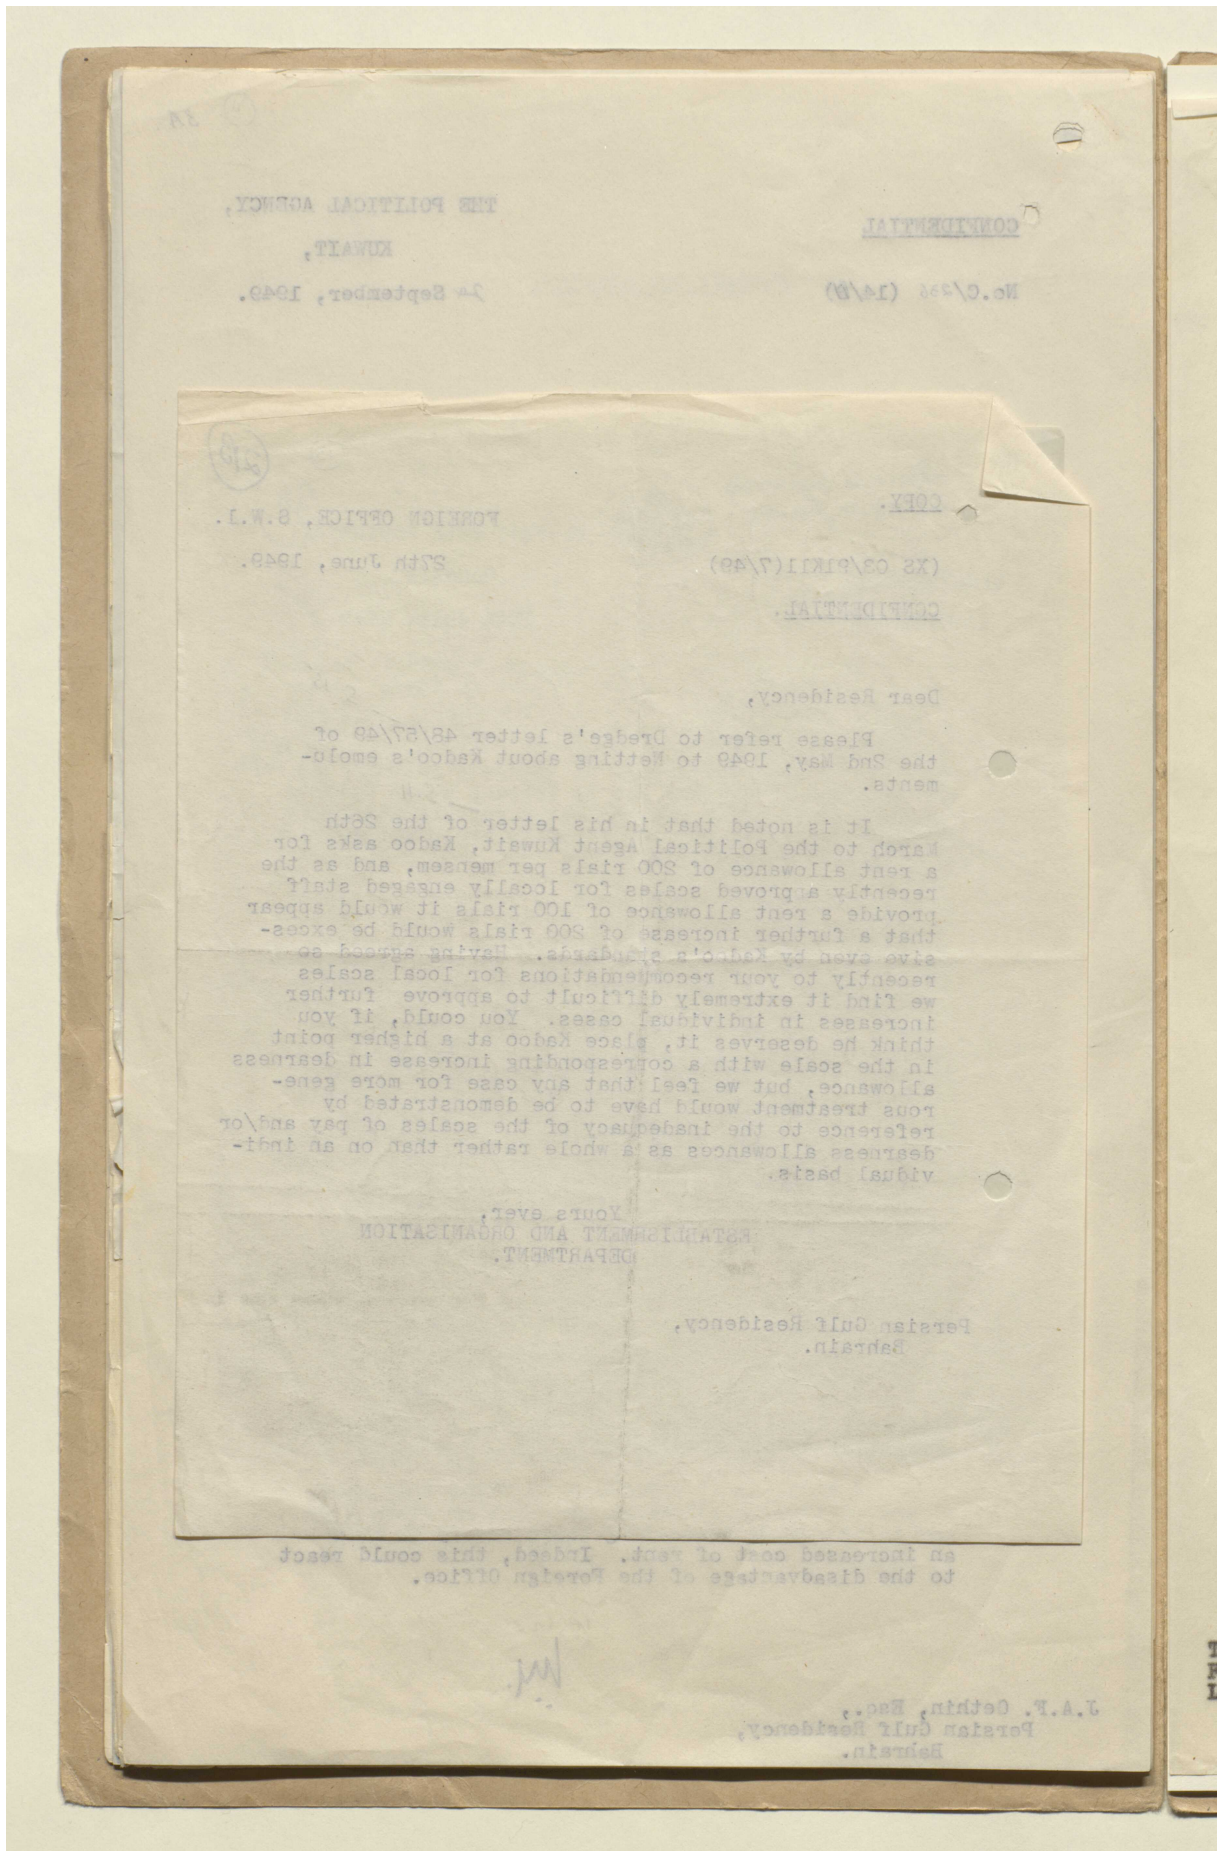 5A
THE POLITICAL AGENCY,
KUWAIT,
CONFIDENTIAL
September, 1949.
No.C/236 (14/0)
COPY.
FOREIGN OFFICE, S.W.1.
(XS 03/91K11(7/49)
27th June, 1949.
CONFIDENTIAL.
Dear Residency,
Please refer to Dredge's letter 48/57/49 of
the 2nd May, 1949 to Netting about Kadoo's emolu-
ments.
It is noted that in his letter of the 26th
March to the Political Agent Kuwait, Kadoo asks for
a rent allowance of 200 rials per mensem, and as the
recently approved scales for locally engaged staff
provide a rent allowance of 100 rials it would appear
that a further increase of 200 rials would be exces-
sive even by Kadoo's standards. Having agreed so
recently to your recommendations for local scales
we find it extremely difficult to approve further
increases in individual cases. You could, if you
think he deserves it, place Kadoo at a higher point
in the scale with a corresponding increase in dearness
allowance, but we feel that any case for more gene-
rous treatment would have to be demonstrated by
reference to the inadequacy of the scales of pay and/or
dearness allowances as a whole rather than on an indi-
vidual basis.
Yours ever,
ESTABLISHMENT AND ORGANISATION
DEPARTMENT.
Persian Gulf Residency,
Bahrain.
an increased cost of rent. Indeed, this could react
to the disadvantage of the Foreign Office.
J.A.F. Gethin, Esq.,
Persian Gulf Residency,
Bahrain.